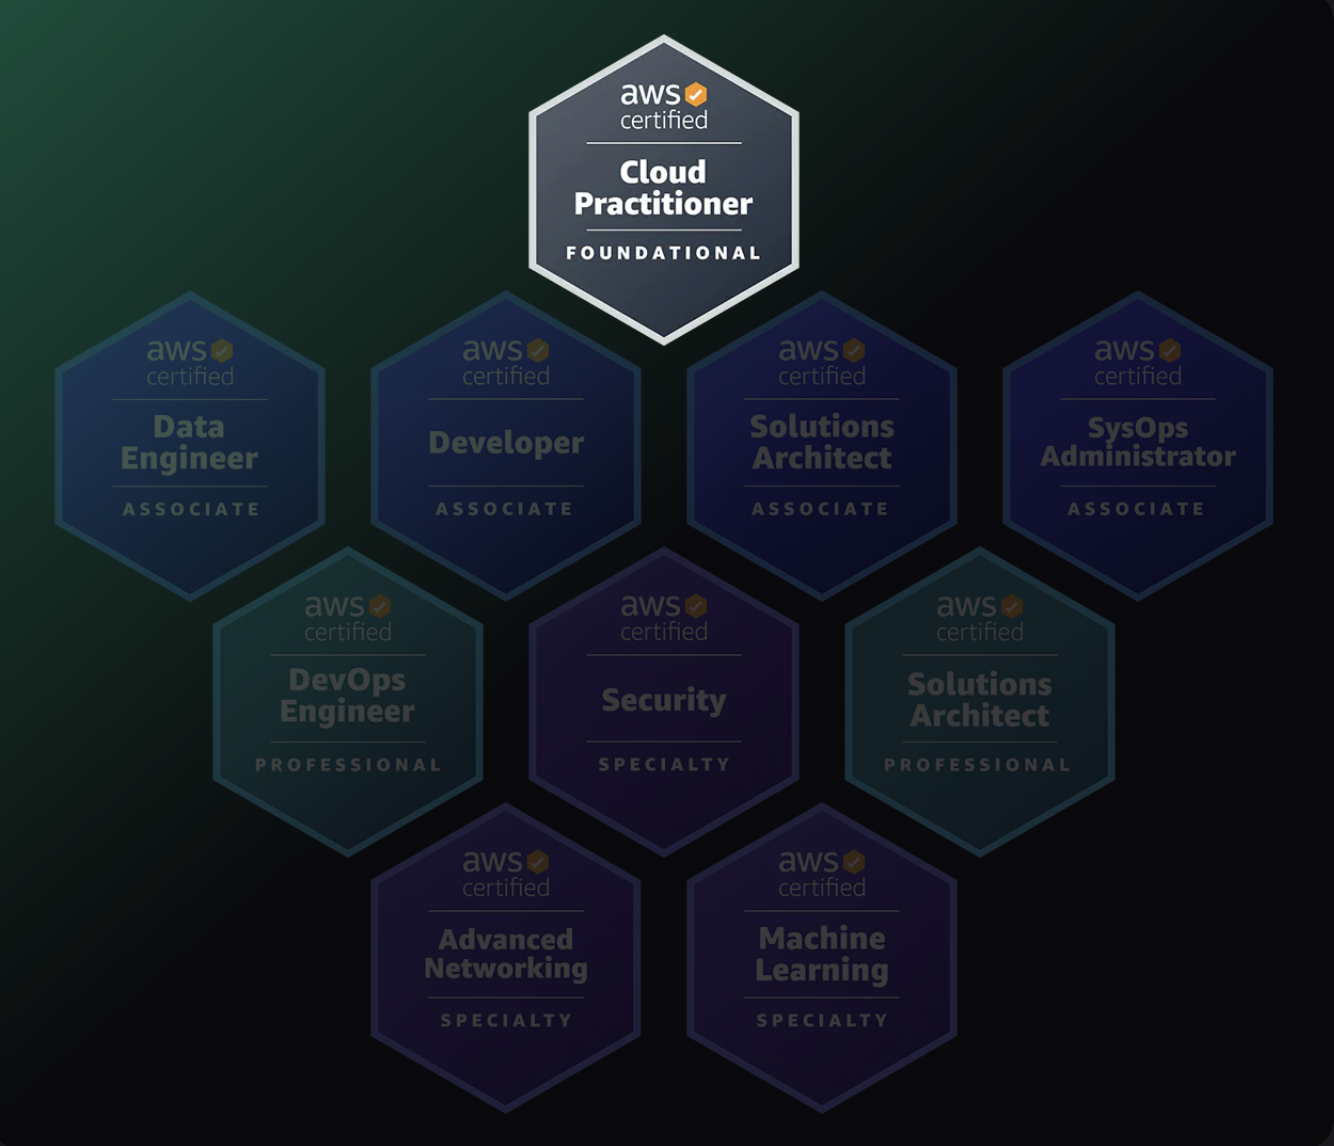 aws
certified
Cloud
Practitioner
FOUNDATIONAL
aws
certified
Data
Engineer
ASSOCIATE
aws
certified
Developer
ASSOCIATE
aws
certified
Solutions
Architect
ASSOCIATE
aws
certified
SysOps
Administrator
ASSOCIATE
aws
certified
DevOps
Engineer
PROFESSIONAL
aws
certified
Security
SPECIALTY
aws
certified
Solutions
Architect
PROFESSIONAL
aws
certified
Advanced
Networking
SPECIALTY
aws
certified
Machine
Learning
SPECIALTY